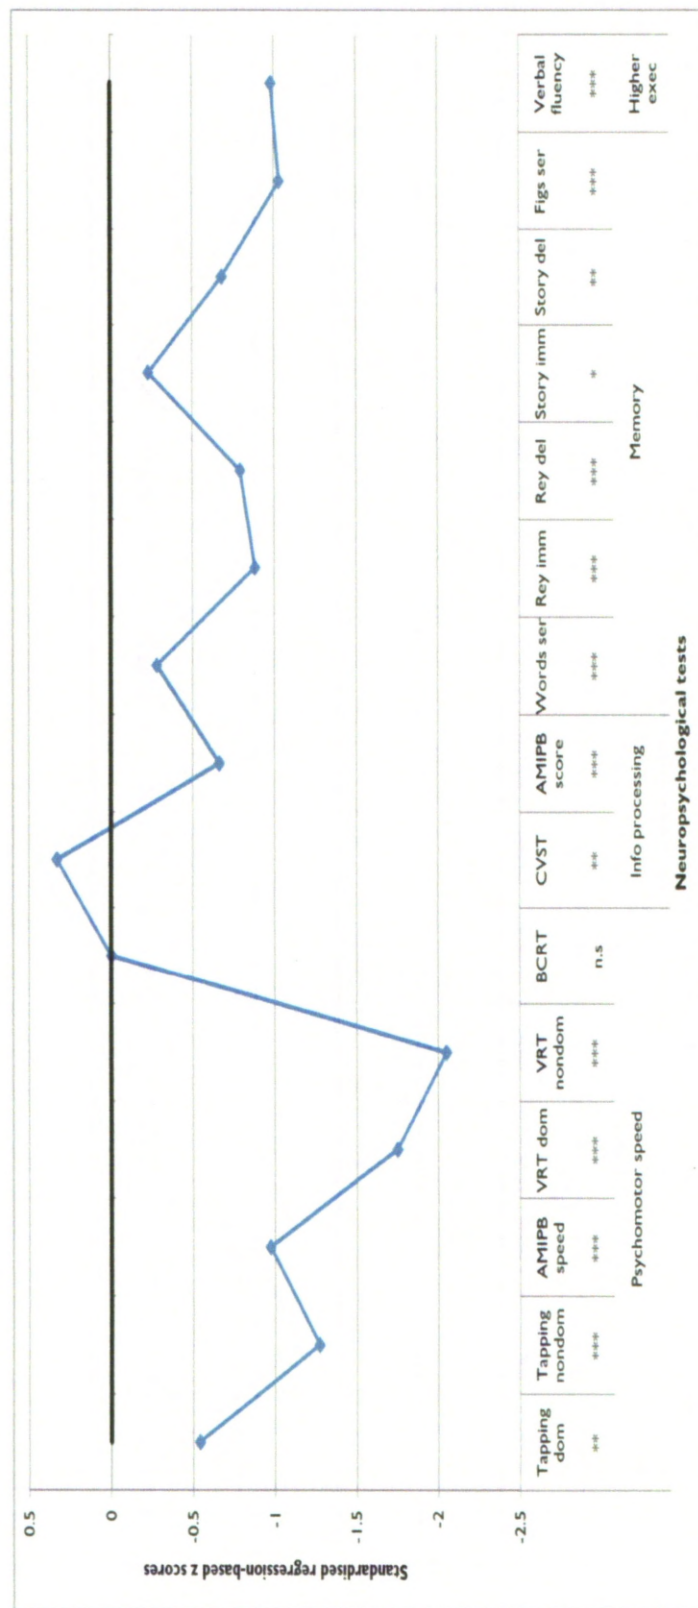 0.5
0
-0.5
-1
-1.5
-2
-2.5
Standardised regression-based z scores
Tapping dom
Tapping nondom
AMIPB speed
VRT dom
VRT nondom
BCRT
CVST
AMIPB score
Words ser
Rey imm
Rey del
Story imm
Story del
Figs ser
Verbal fluency
**
***
***
***
***
n.s
**
***
***
***
***
*
**
***
***
Psychomotor speed
Info processing
Memory
Higher exec
Neuropsychological tests